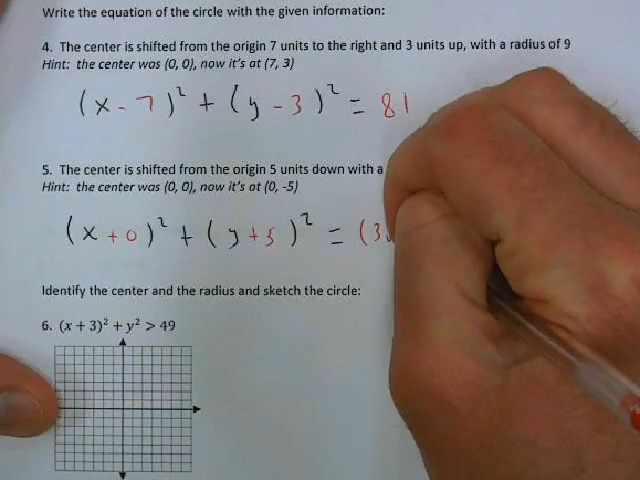 Write the equation of the circle with the given information:
4. The center is shifted from the origin 7 units to the right and 3 units up, with a radius of 9
Hint: the center was (0, 0), now it's at (7, 3)
(x - 7)² + (y - 3)² = 81
5. The center is shifted from the origin 5 units down with a
Hint: the center was (0, 0), now it's at (0, -5)
(x + 0)² + (y + 5)² = (3
Identify the center and the radius and sketch the circle:
6. (x + 3)² + y² > 49